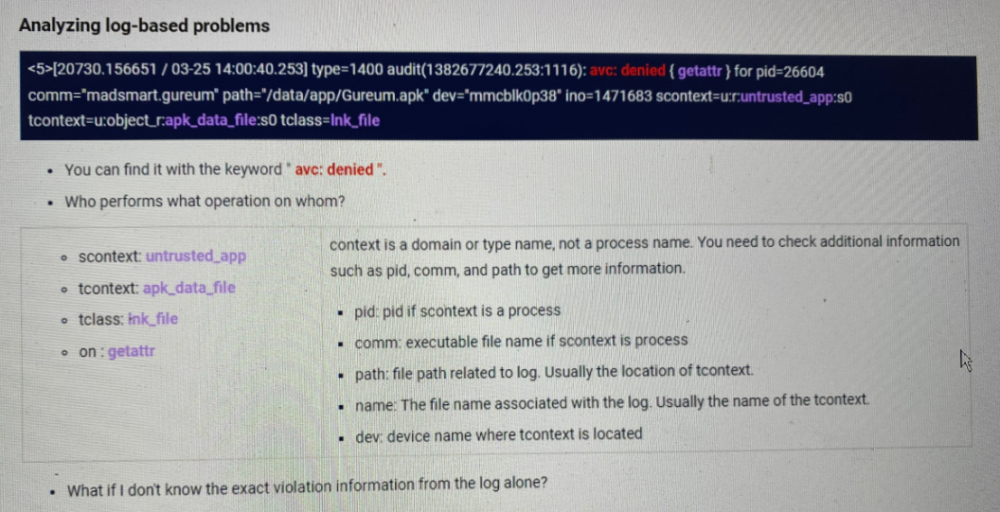 Analyzing log-based problems
<5>[20730.156651 / 03-25 14:00:40.253] type=1400 audit(1382677240.253:1116): avc: denied { getattr } for pid=26604
comm="madsmart.gureum" path="/data/app/Gureum.apk" dev="mmcblk0p38" ino=1471683 scontext=u:r:untrusted_app:s0
tcontext=u:object_r:apk_data_file:s0 tclass=lnk_file
• You can find it with the keyword " avc: denied ".
• Who performs what operation on whom?
scontext: untrusted_app
tcontext: apk_data_file
tclass: lnk_file
on : getattr
context is a domain or type name, not a process name. You need to check additional information
such as pid, comm, and path to get more information.
▪ pid: pid if scontext is a process
▪ comm: executable file name if scontext is process
▪ path: file path related to log. Usually the location of tcontext.
▪ name: The file name associated with the log. Usually the name of the tcontext.
▪ dev: device name where tcontext is located
• What if I don't know the exact violation information from the log alone?